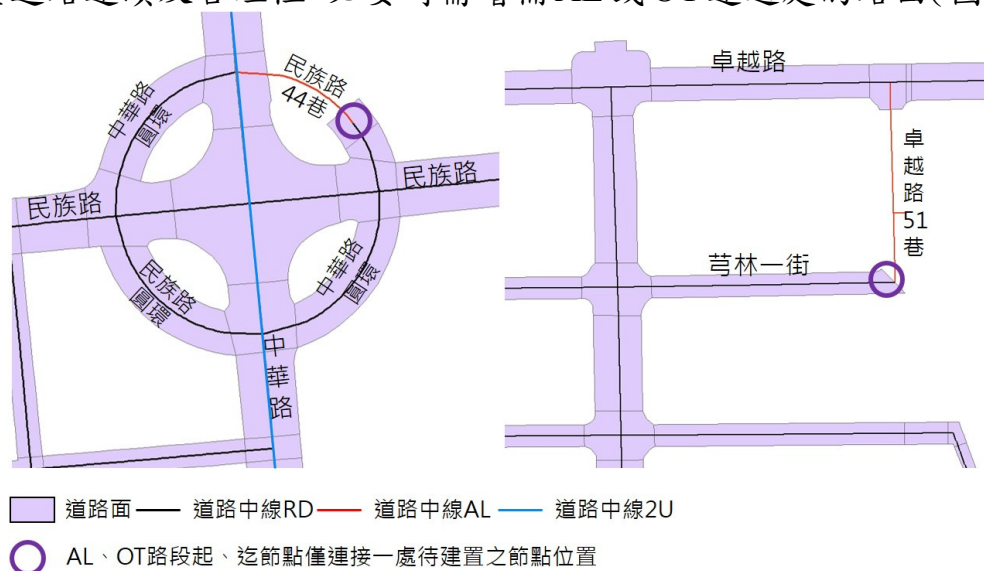 民族路
44巷
中華路
圓環
民族路
民族路
民族路
圓環
中華路
圓環
中華路
卓越路
卓越路51巷
芎林一街
道路面 道路中線RD 道路中線AL 道路中線2U
AL、OT路段起、迄節點僅連接一處待建置之節點位置